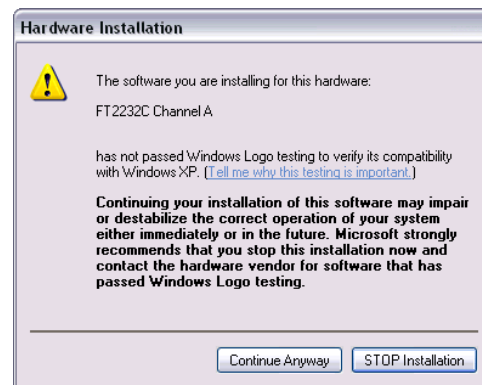 Hardware Installation
The software you are installing for this hardware:
FT2232C Channel A
has not passed Windows Logo testing to verify its compatibility
with Windows XP. (Tell me why this testing is important.)
Continuing your installation of this software may impair
or destabilize the correct operation of your system
either immediately or in the future. Microsoft strongly
recommends that you stop this installation now and
contact the hardware vendor for software that has
passed Windows Logo testing.
Continue Anyway STOP Installation